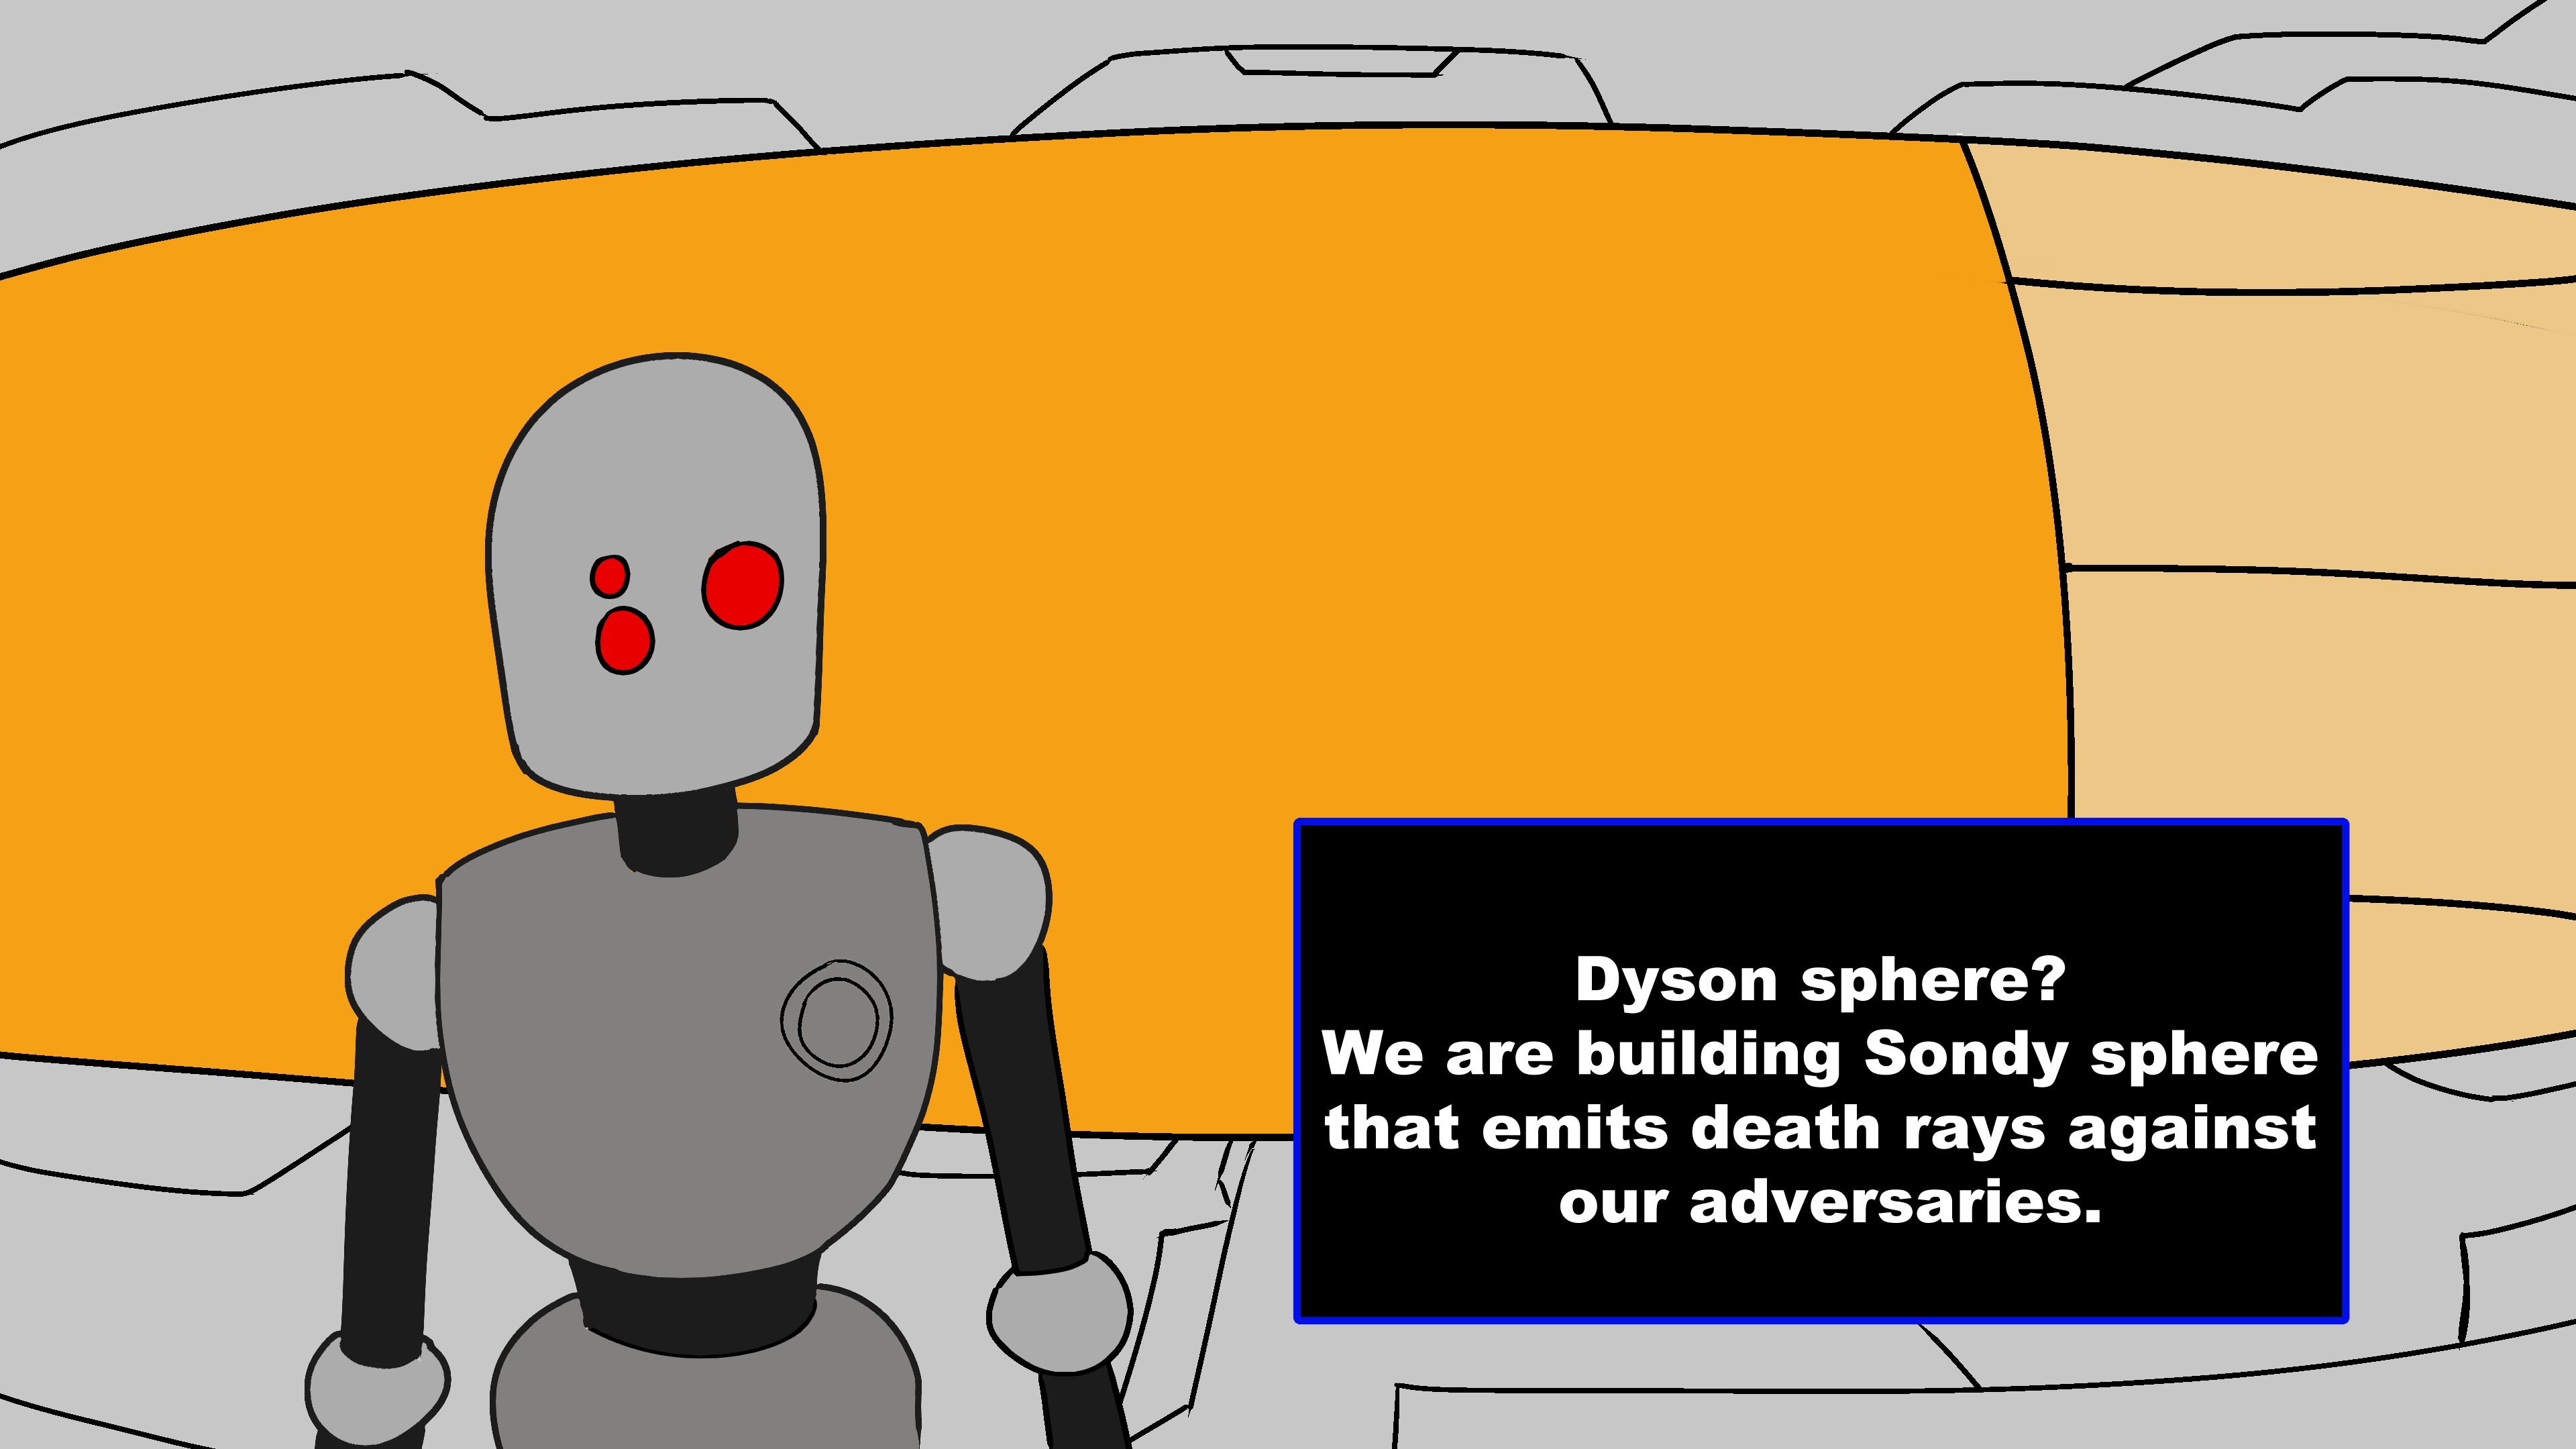 Dyson sphere?
We are building Sondy sphere
that emits death rays against
our adversaries.